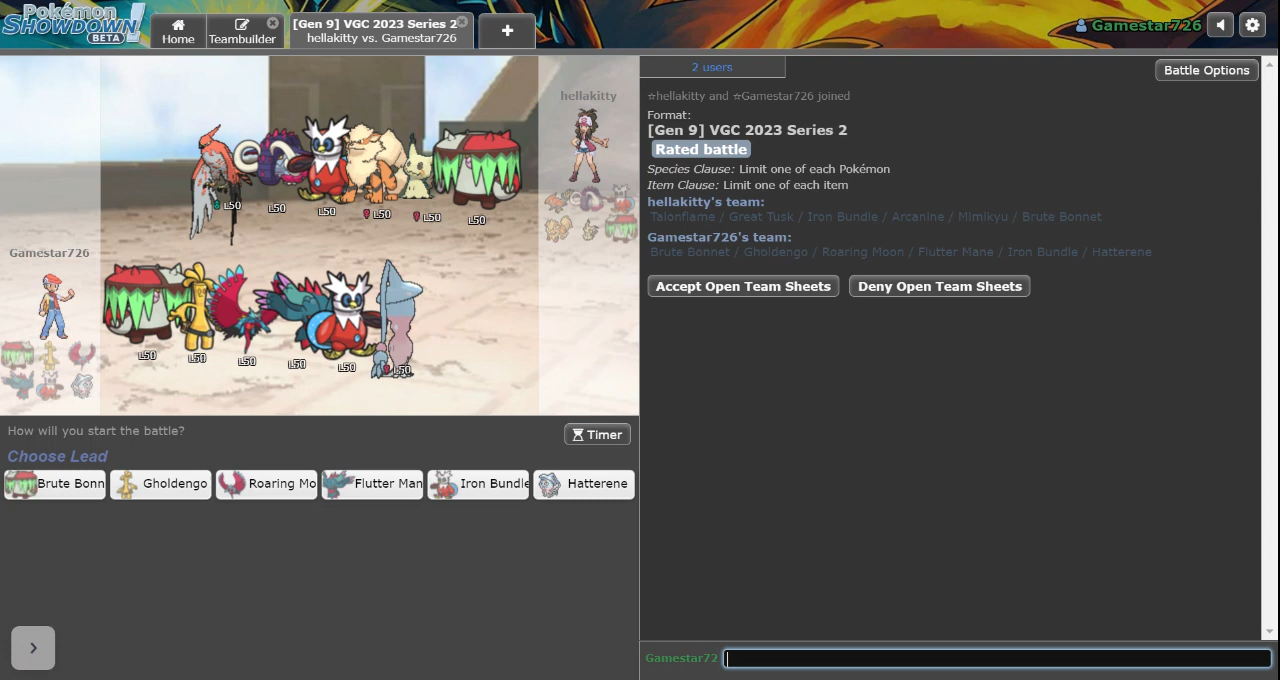 Pokémon
SHOWDOWN!
BETA
Home
Teambuilder
[Gen 9] VGC 2023 Series 2
hellakitty vs. Gamestar726
+
Gamestar726
2 users
Battle Options
☆hellakitty and ☆Gamestar726 joined
Format:
[Gen 9] VGC 2023 Series 2
Rated battle
Species Clause: Limit one of each Pokémon
Item Clause: Limit one of each item
hellakitty's team:
Talonflame / Great Tusk / Iron Bundle / Arcanine / Mimikyu / Brute Bonnet
Gamestar726's team:
Brute Bonnet / Gholdengo / Roaring Moon / Flutter Mane / Iron Bundle / Hatterene
Accept Open Team Sheets
Deny Open Team Sheets
hellakitty
L50
L50
L50
L50
L50
L50
Gamestar726
L50
L50
L50
L50
L50
L50
How will you start the battle?
Timer
Choose Lead
Brute Bonn
Gholdengo
Roaring Mo
Flutter Man
Iron Bundle
Hatterene
Gamestar72